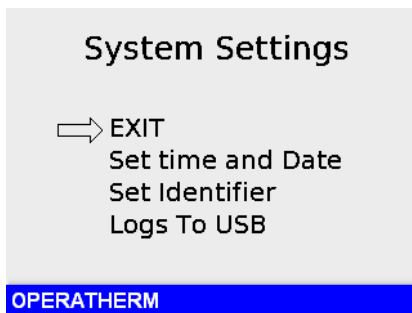 System Settings
EXIT
Set time and Date
Set Identifier
Logs To USB
OPERATHERM